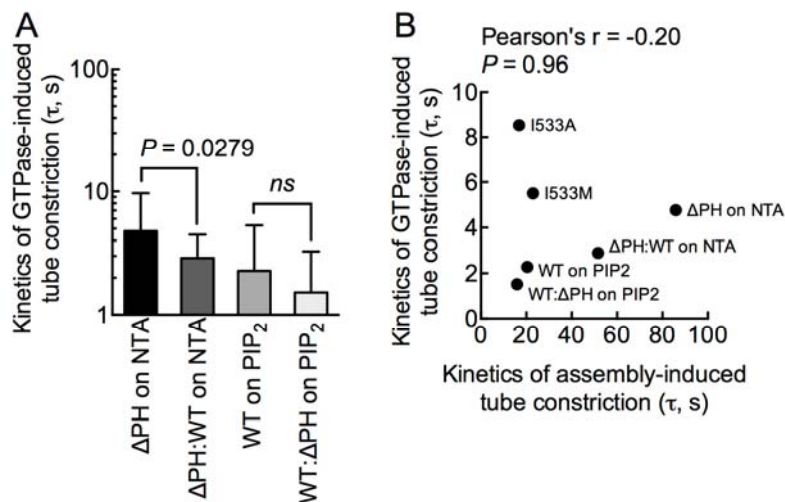 A
Kinetics of GTPase-induced
tube constriction (τ, s)
100
10
1
P = 0.0279
ns
ΔPH on NTA
ΔPH:WT on NTA
WT on PIP2
WT:ΔPH on PIP2
B
Pearson's r = -0.20
P = 0.96
Kinetics of GTPase-induced
tube constriction (τ, s)
10
8
6
4
2
0
I533A
I533M
ΔPH on NTA
ΔPH:WT on NTA
WT on PIP2
WT:ΔPH on PIP2
0 20 40 60 80 100
Kinetics of assembly-induced
tube constriction (τ, s)